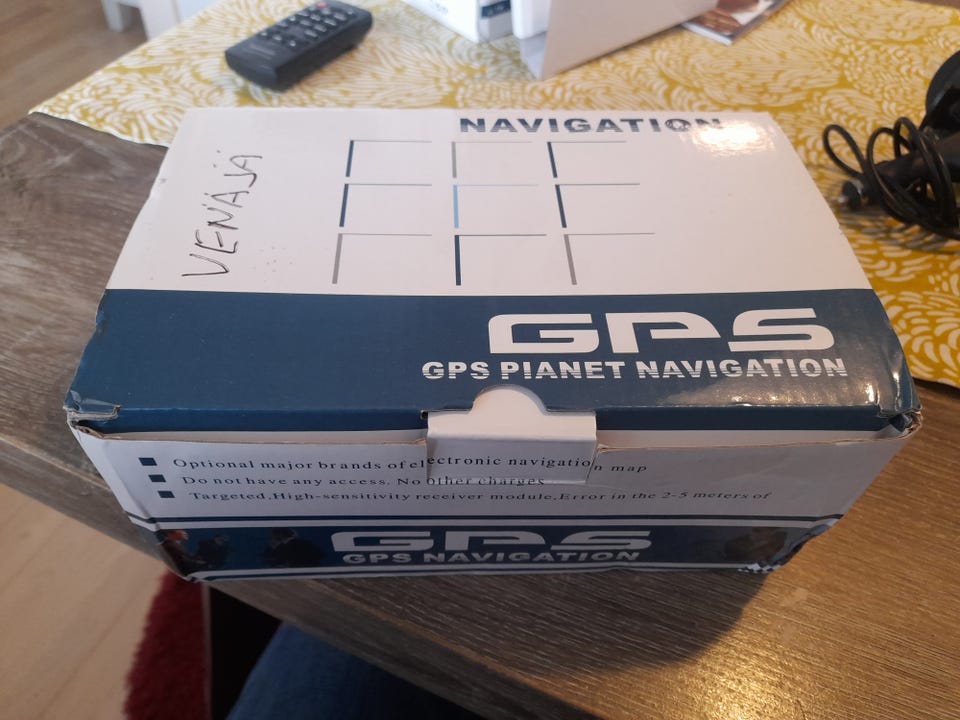 NAVIGATION
VENÄJÄ
GPS
GPS PIANET NAVIGATION
Optional major brands of electronic navigation map
Do not have any access. No other charges
Targeted,High-sensitivity receiver module,Error in the 2-5 meters of
GPS
GPS NAVIGATION